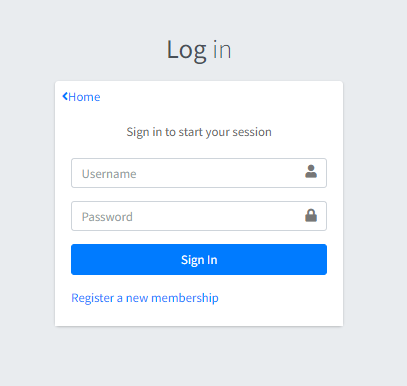 Log in
Home
Sign in to start your session
Username
Password
Sign In
Register a new membership